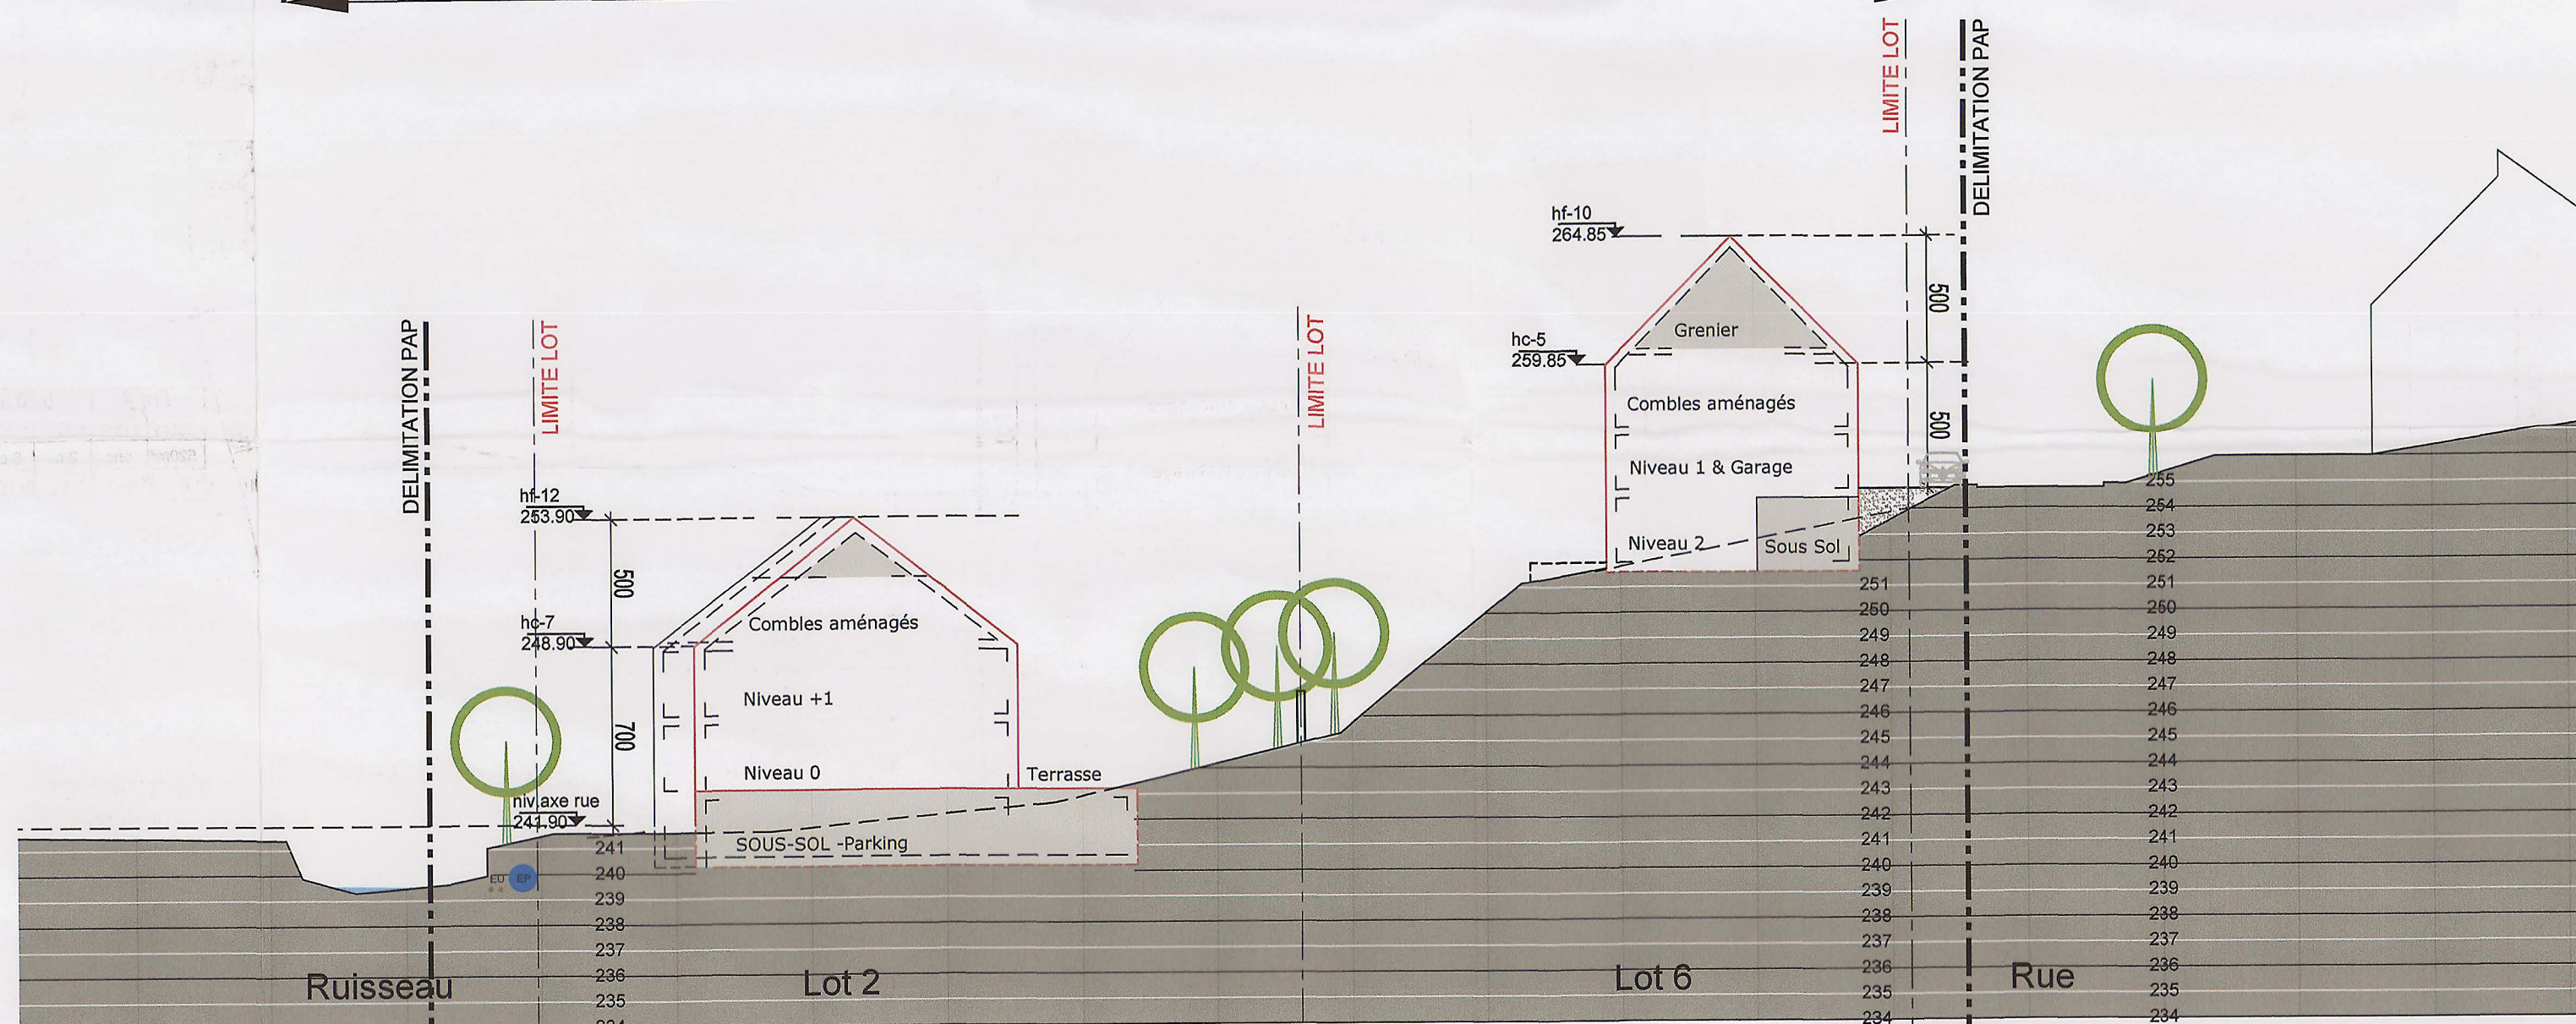 LIMITE LOT
DELIMITATION PAP
hf-10
264.85
500
hc-5
259.85
Grenier
Combles aménagés
500
Niveau 1 & Garage
Niveau 2
Sous Sol
DELIMITATION PAP
LIMITE LOT
LIMITE LOT
hf-12
253.90
500
hc-7
248.90
Combles aménagés
Niveau +1
700
Niveau 0
Terrasse
niv.axe rue
241.90
SOUS-SOL -Parking
EU
EP
241
240
239
238
237
236
235
251
250
249
248
247
246
245
244
243
242
241
240
239
238
237
236
235
234
255
254
253
252
251
250
249
248
247
246
245
244
243
242
241
240
239
238
237
236
235
234
Ruisseau
Lot 2
Lot 6
Rue